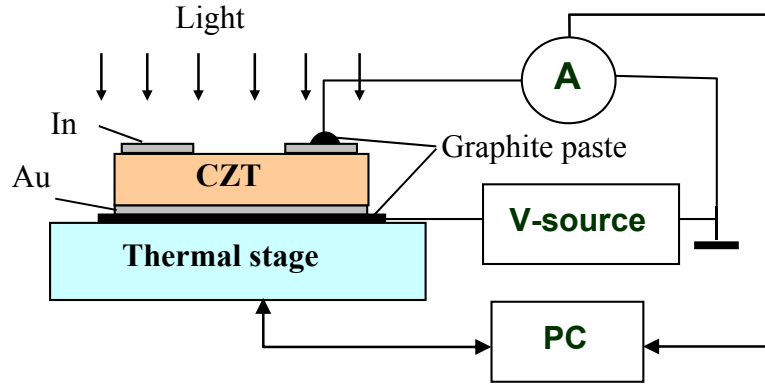 Light
A
In
Graphite paste
CZT
Au
V-source
Thermal stage
PC